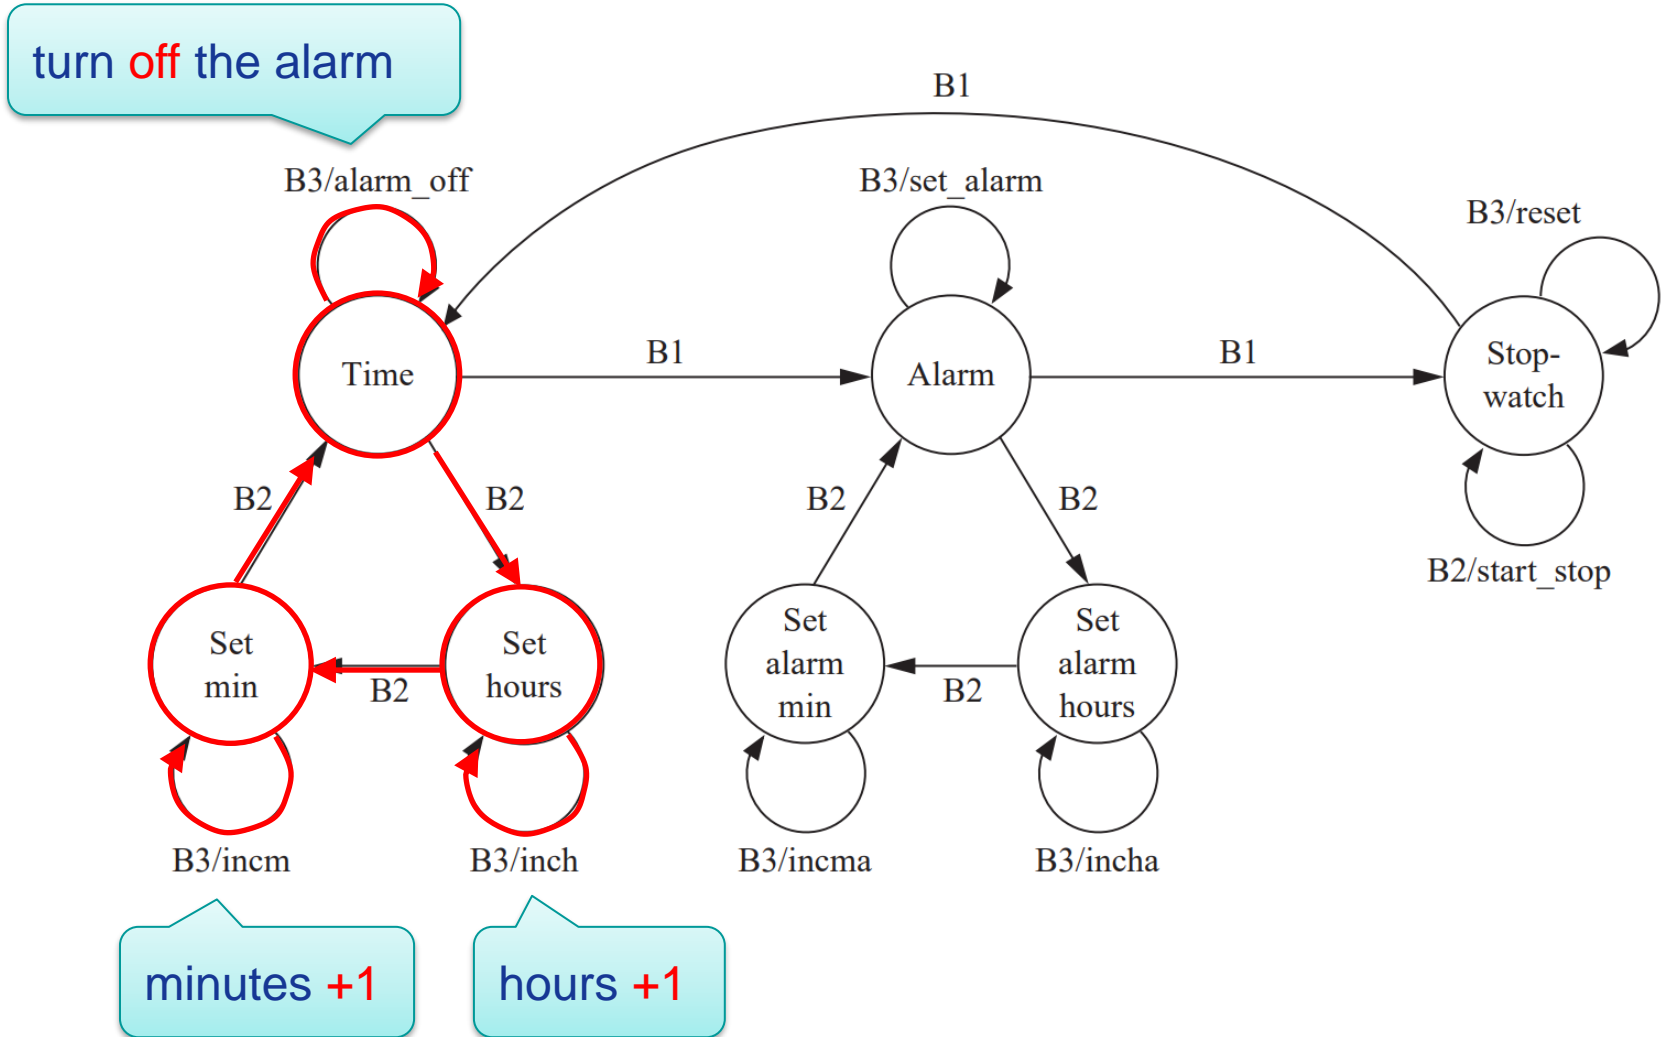 turn off the alarm
B1
B3/alarm_off
B3/set_alarm
B3/reset
Time
B1
Alarm
B1
Stop-
watch
B2
B2
B2
B2
B2/start_stop
Set
min
B2
Set
hours
Set
alarm
min
B2
Set
alarm
hours
B3/incm
B3/inch
B3/incma
B3/incha
minutes +1
hours +1